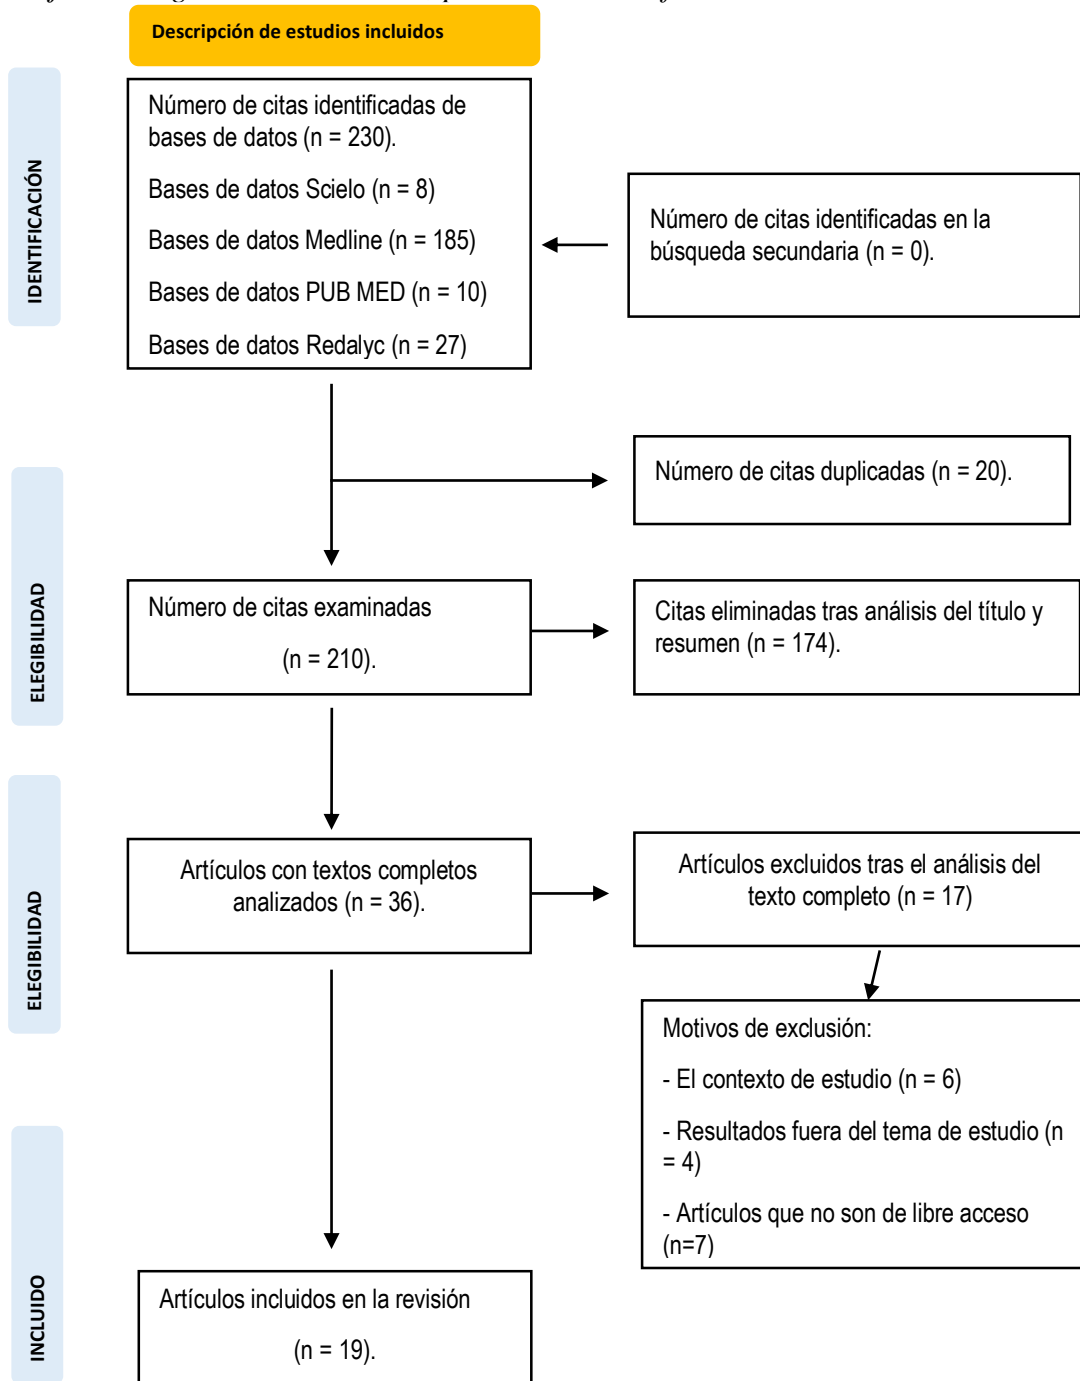 Descripción de estudios incluidos
IDENTIFICACIÓN
Número de citas identificadas de
bases de datos (n = 230).
Bases de datos Scielo (n = 8)
Bases de datos Medline (n = 185)
Bases de datos PUB MED (n = 10)
Bases de datos Redalyc (n = 27)
Número de citas identificadas en la
búsqueda secundaria (n = 0).
Número de citas duplicadas (n = 20).
ELEGIBILIDAD
Número de citas examinadas
(n = 210).
Citas eliminadas tras análisis del título y
resumen (n = 174).
ELEGIBILIDAD
Artículos con textos completos
analizados (n = 36).
Artículos excluidos tras el análisis del
texto completo (n = 17)
Motivos de exclusión:
- El contexto de estudio (n = 6)
- Resultados fuera del tema de estudio (n
= 4)
- Artículos que no son de libre acceso
(n=7)
INCLUIDO
Artículos incluidos en la revisión
(n = 19).